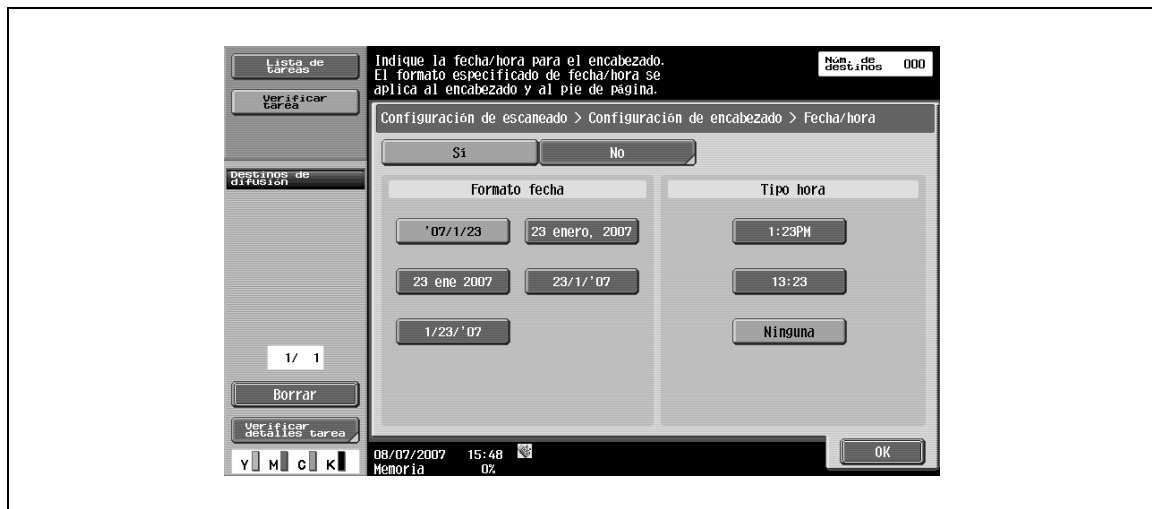 Lista de
tareas
Verificar
tarea
Indique la fecha/hora para el encabezado.
El formato especificado de fecha/hora se
aplica al encabezado y al pie de página.
Núm. de
destinos 000
Configuración de escaneado > Configuración de encabezado > Fecha/hora
Sí No
Destinos de
difusión
Formato fecha Tipo hora
'07/1/23 23 enero, 2007 1:23PM
23 ene 2007 23/1/'07 13:23
1/23/'07 Ninguna
1/ 1
Borrar
Verificar
detalles tarea
Y M C K
08/07/2007 15:48
Memoria 0%
OK